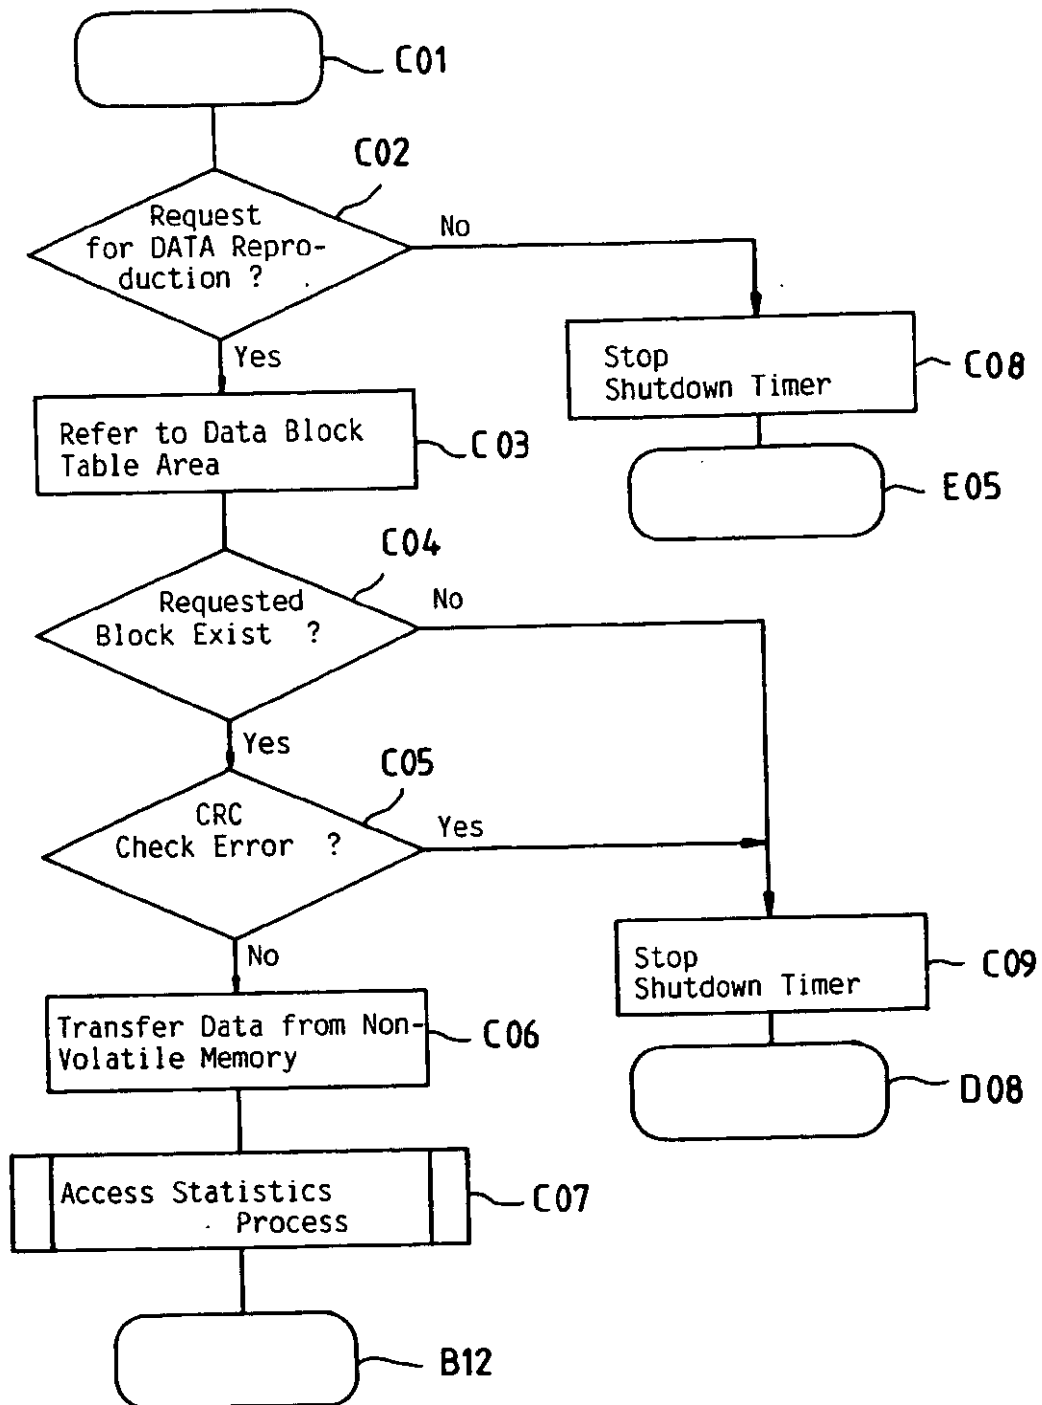 C01
C02
Request
for DATA Repro-
duction ?
No
Yes
Stop
Shutdown Timer
C08
Refer to Data Block
Table Area
C03
E05
C04
Requested
Block Exist ?
No
Yes
C05
CRC
Check Error ?
Yes
No
Stop
Shutdown Timer
C09
Transfer Data from Non-
Volatile Memory
C06
D08
Access Statistics
Process
C07
B12